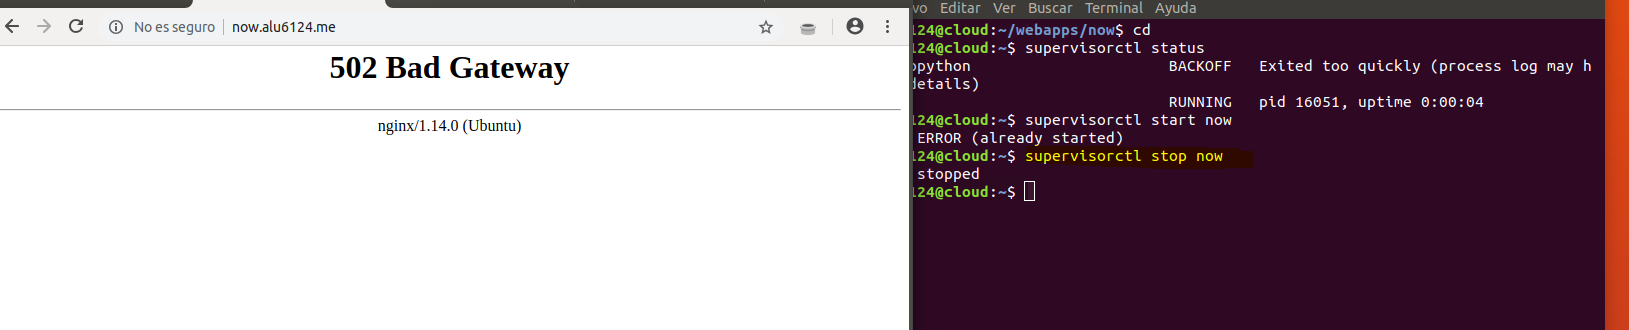 No es seguro now.alu6124.me
502 Bad Gateway
nginx/1.14.0 (Ubuntu)
vo Editar Ver Buscar Terminal Ayuda
124@cloud:~/webapps/now$ cd
124@cloud:~$ supervisorctl status
python BACKOFF Exited too quickly (process log may h
details)
RUNNING pid 16051, uptime 0:00:04
124@cloud:~$ supervisorctl start now
ERROR (already started)
124@cloud:~$ supervisorctl stop now
stopped
124@cloud:~$